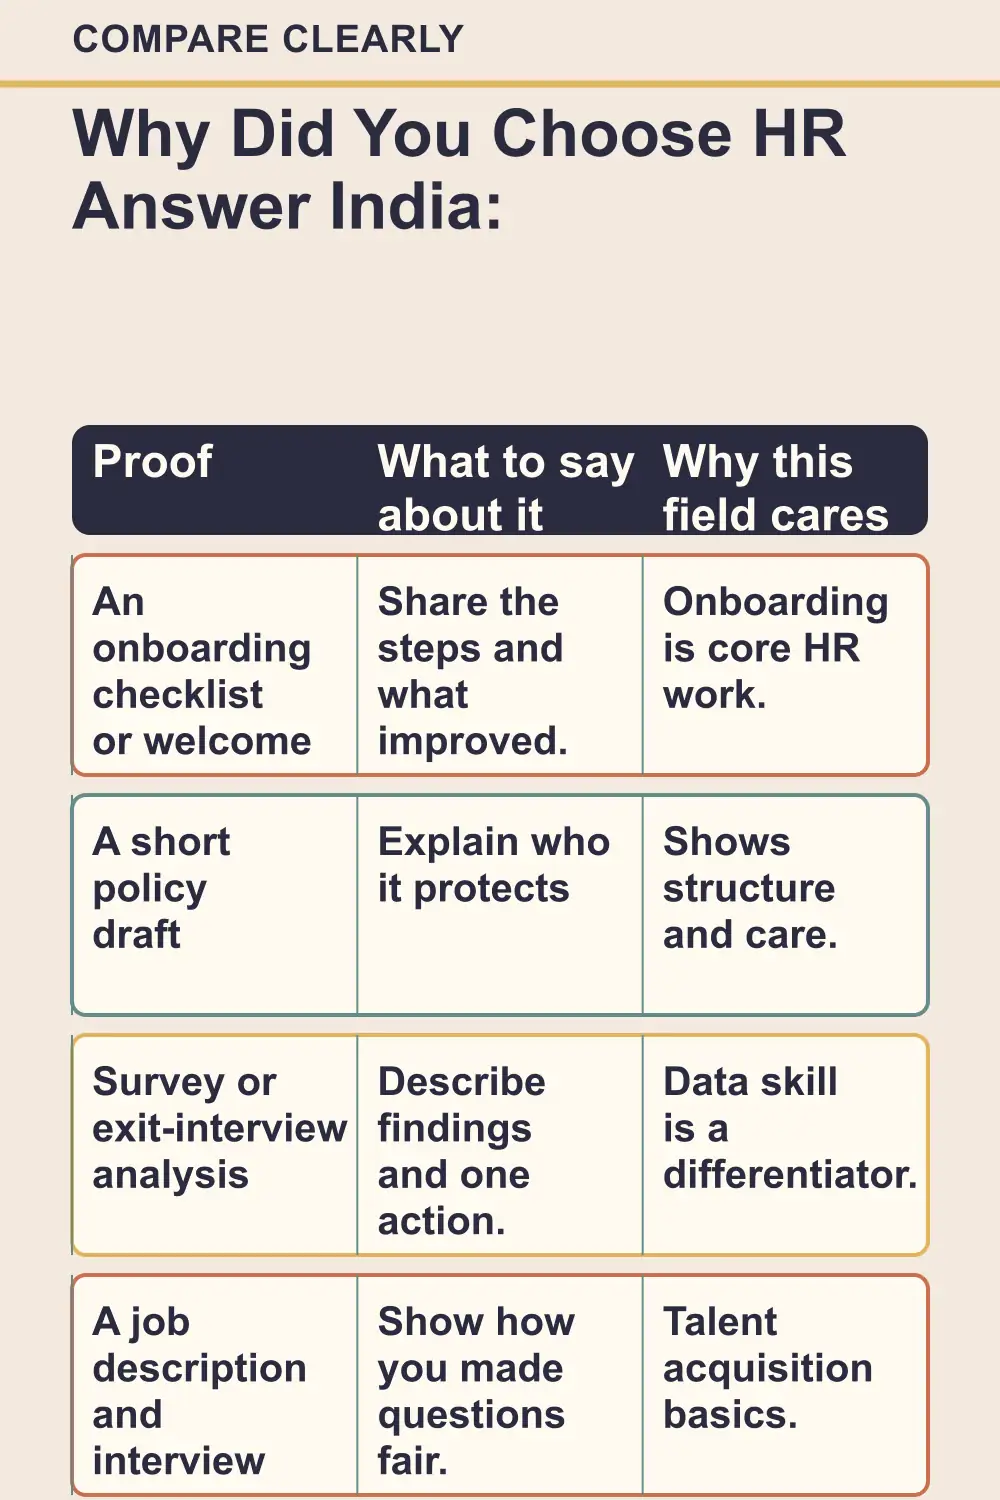 COMPARE CLEARLY
Why Did You Choose HR
Answer India:
Proof
What to say
about it
Why this
field cares
An
onboarding
checklist
or welcome
Share the
steps and
what
improved.
Onboarding
is core HR
work.
A short
policy
draft
Explain who
it protects
Shows
structure
and care.
Survey or
exit-interview
analysis
Describe
findings
and one
action.
Data skill
is a
differentiator.
A job
description
and
interview
Show how
you made
questions
fair.
Talent
acquisition
basics.